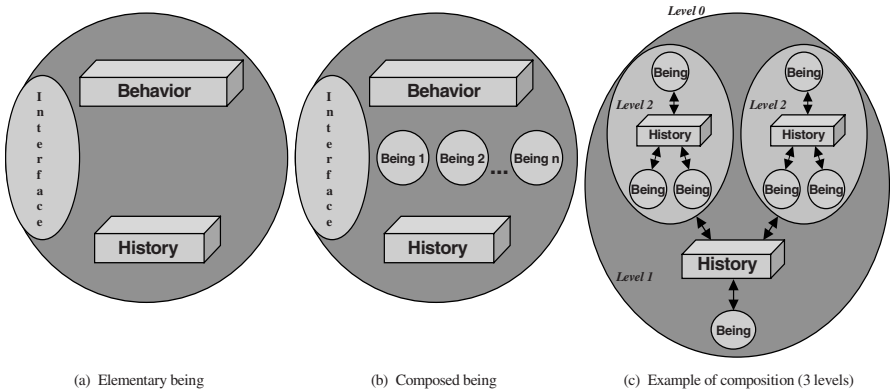 Interface
Behavior
History
(a) Elementary being
Interface
Behavior
Being 1 Being 2 ... Being n
History
(b) Composed being
Level 0
Being
Being
Level 2
Level 2
History
History
Being Being
Being Being
Level 1
History
Being
(c) Example of composition (3 levels)